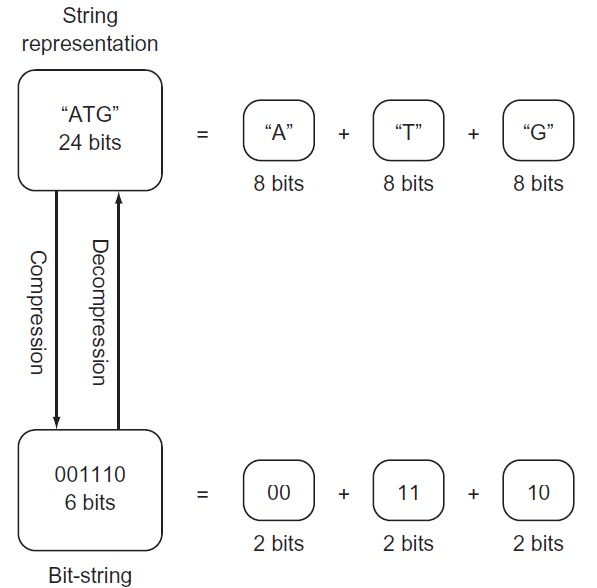 String
representation
“ATG”
24 bits
=
“A”
+
“T”
+
“G”
8 bits
8 bits
8 bits
Compression
Decompression
001110
6 bits
=
00
+
11
+
10
2 bits
2 bits
2 bits
Bit-string